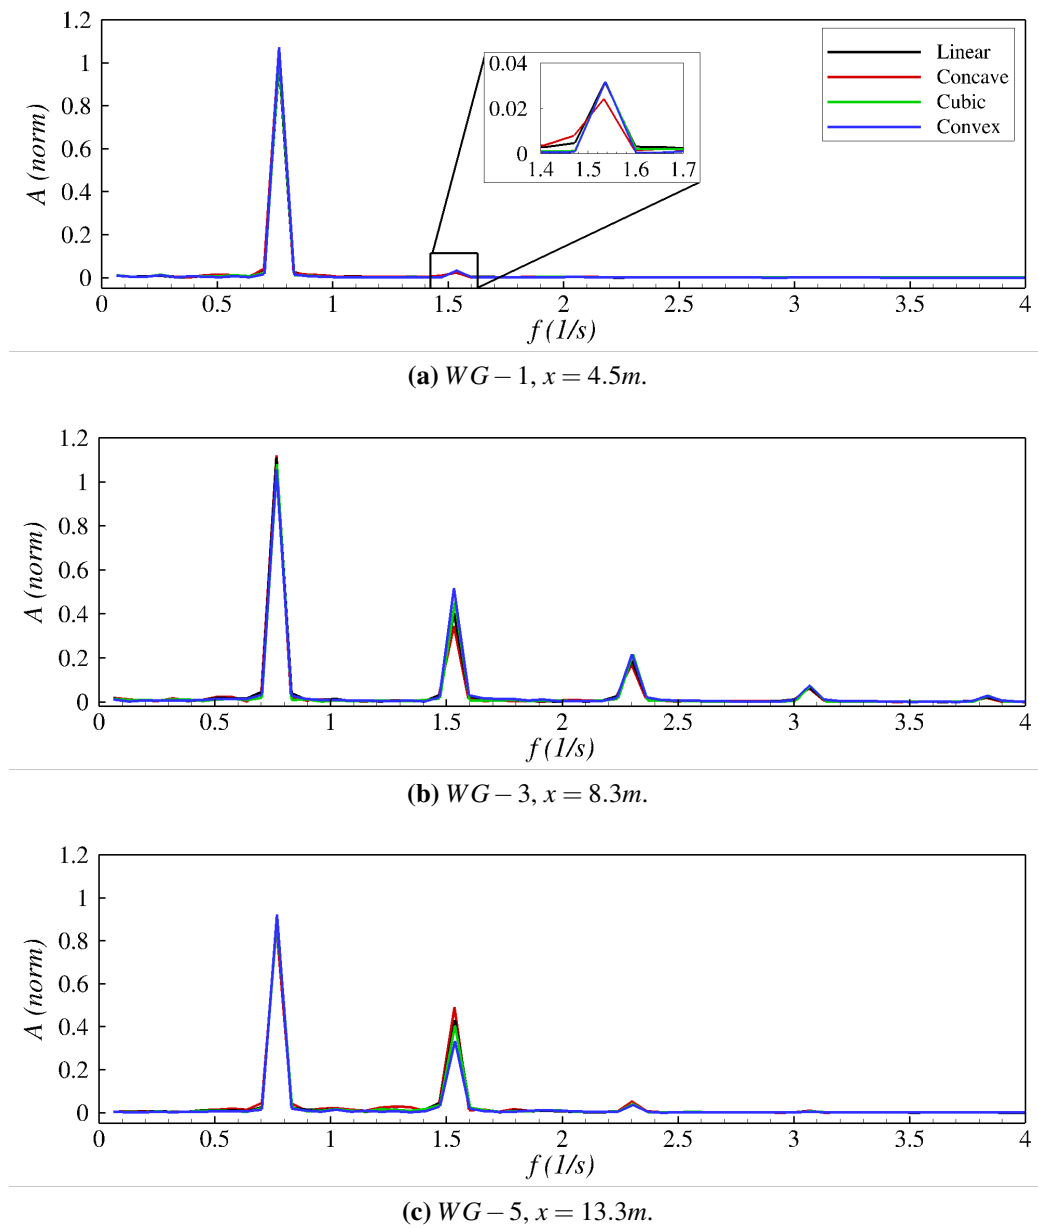 1.2
1
0.8
0.6
0.4
0.2
0
A (norm)
0 0.5 1 1.5 2 2.5 3 3.5 4
f (1/s)
0.04
0.02
0
1.4 1.5 1.6 1.7
Linear
Concave
Cubic
Convex
(a) WG − 1, x = 4.5m.
1.2
1
0.8
0.6
0.4
0.2
0
A (norm)
0 0.5 1 1.5 2 2.5 3 3.5 4
f (1/s)
(b) WG − 3, x = 8.3m.
1.2
1
0.8
0.6
0.4
0.2
0
A (norm)
0 0.5 1 1.5 2 2.5 3 3.5 4
f (1/s)
(c) WG − 5, x = 13.3m.